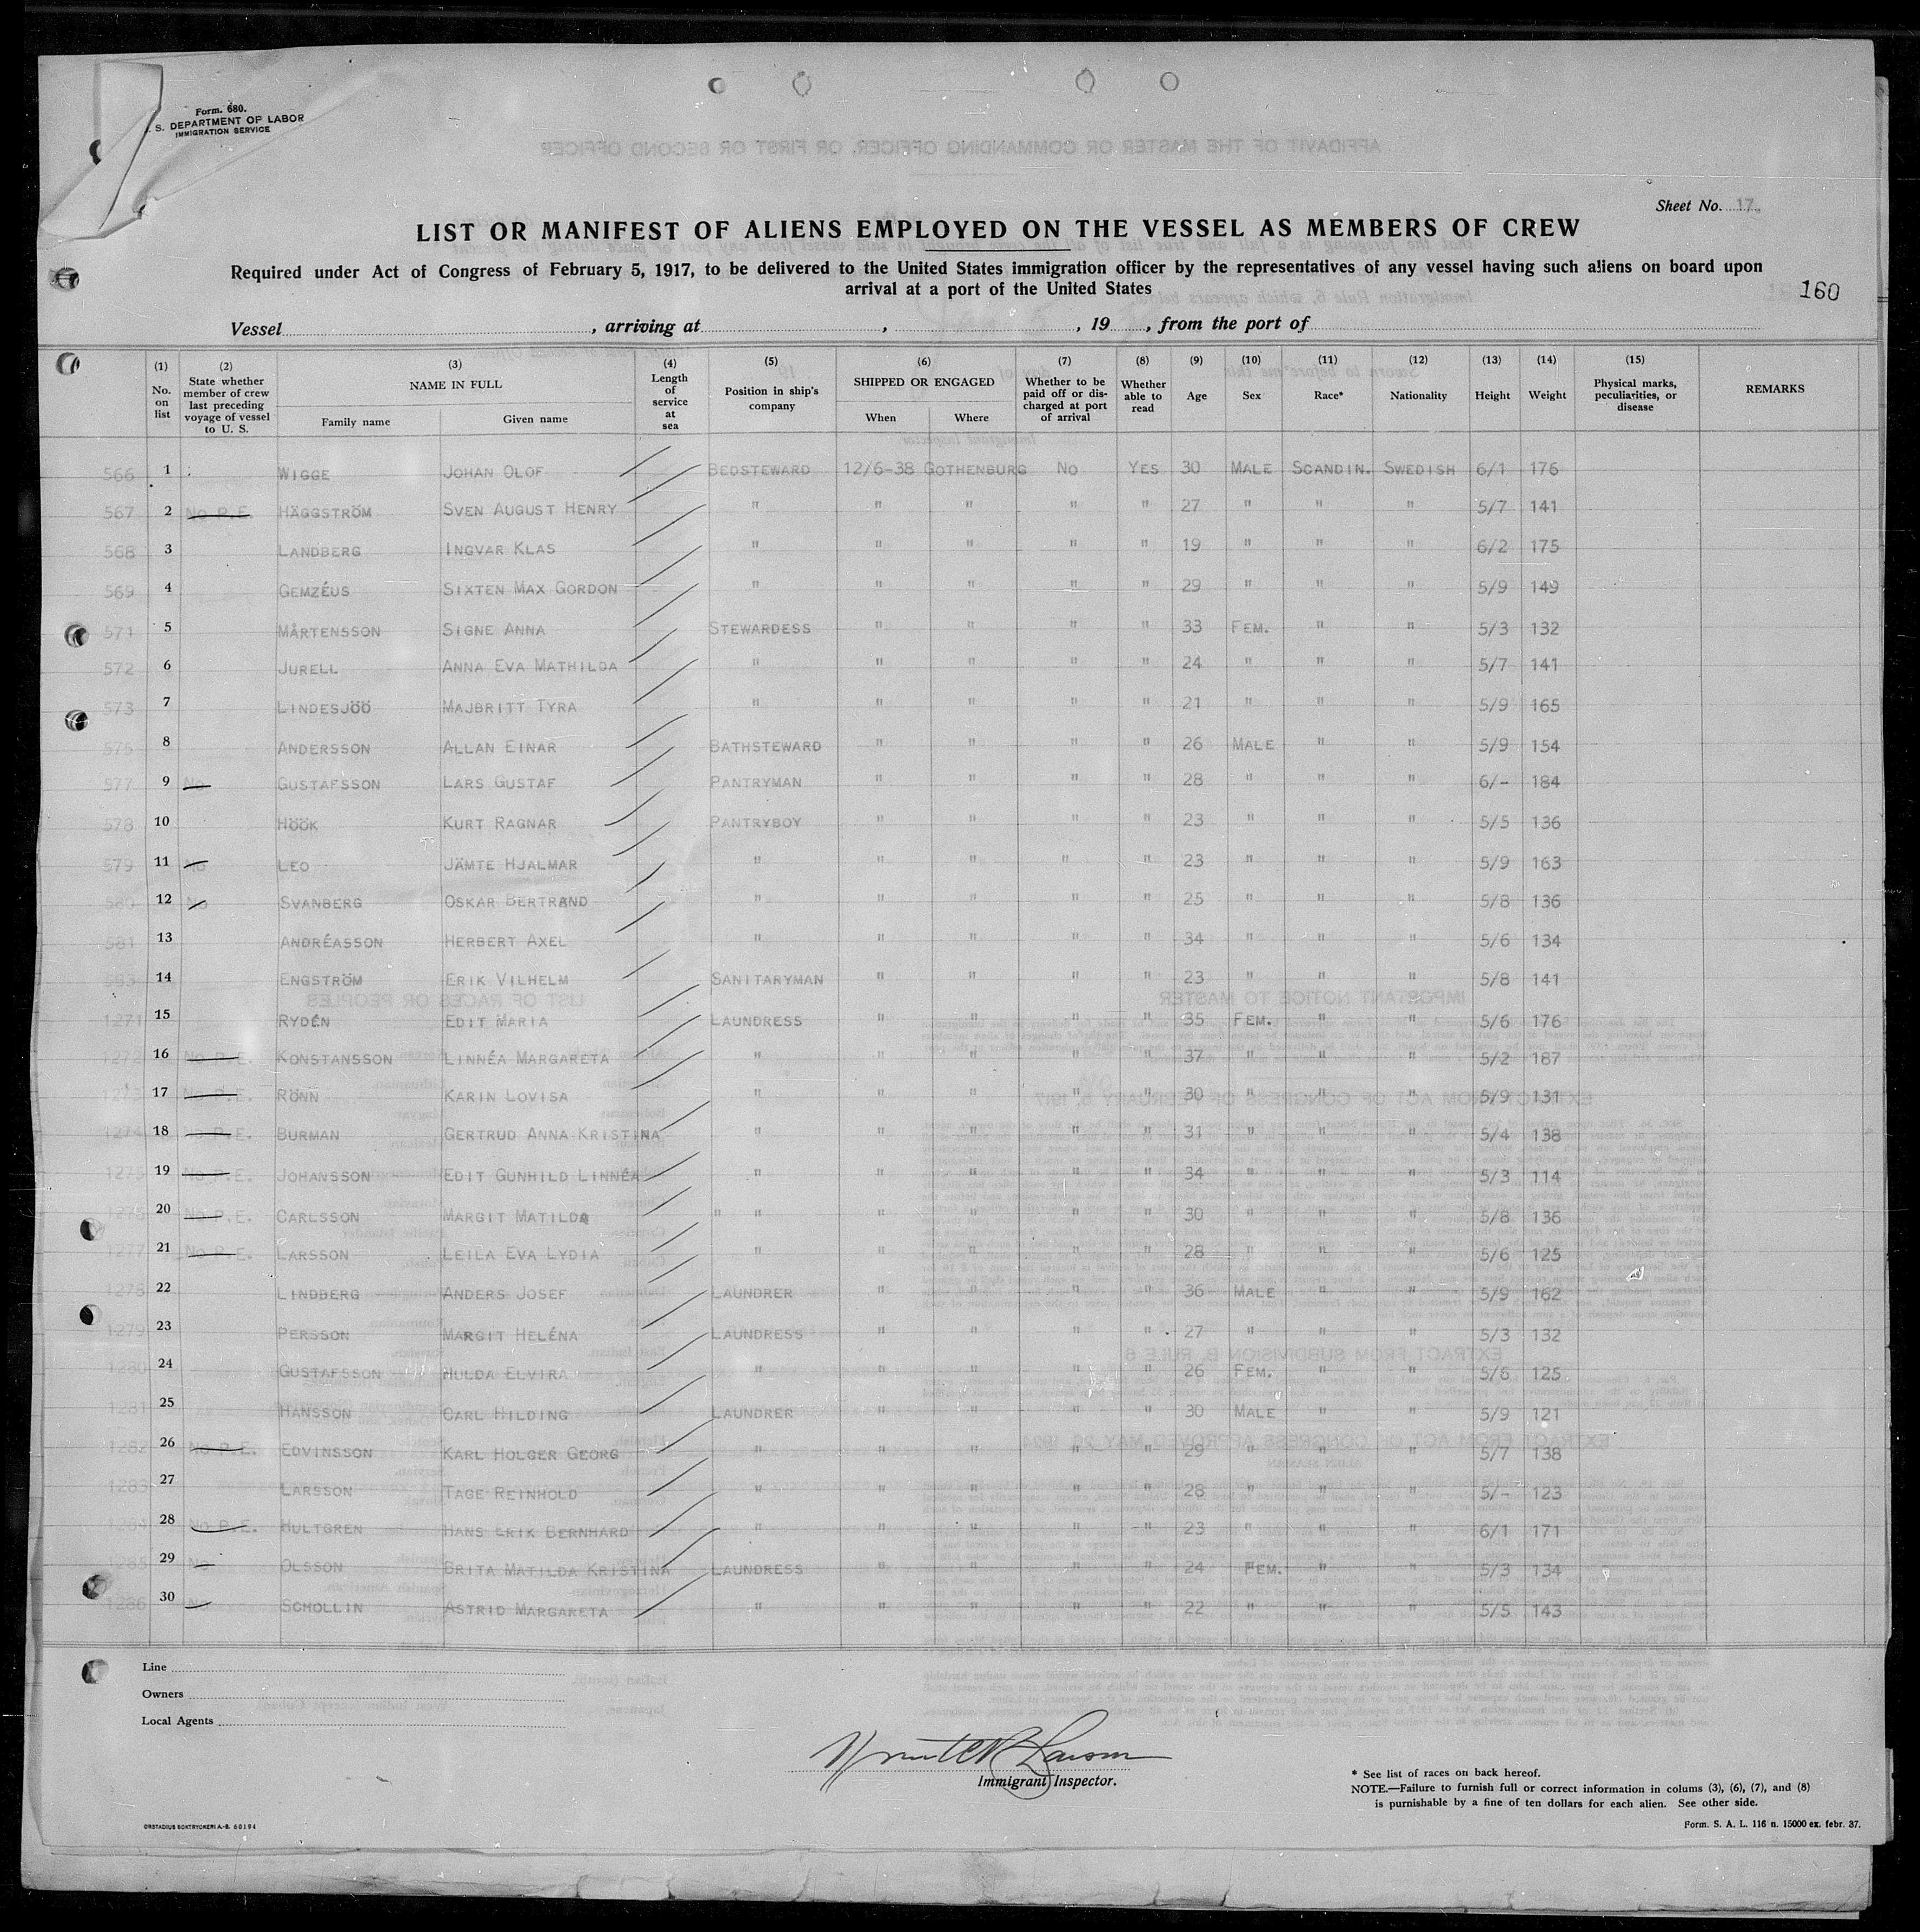 Form. 680.
S. DEPARTMENT OF LABOR
IMMIGRATION SERVICE
Sheet No. 17
LIST OR MANIFEST OF ALIENS EMPLOYED ON THE VESSEL AS MEMBERS OF CREW
Required under Act of Congress of February 5, 1917, to be delivered to the United States immigration officer by the representatives of any vessel having such aliens on board upon
arrival at a port of the United States
160
Vessel , arriving at , , 19 , from the port of
(1) No. on list (2) State whether member of crew last preceding voyage of vessel to U. S. (3) NAME IN FULL Family name Given name (4) Length of service at sea (5) Position in ship's company (6) SHIPPED OR ENGAGED When Where (7) Whether to be paid off or discharged at port of arrival (8) Whether able to read (9) Age (10) Sex (11) Race* (12) Nationality (13) Height (14) Weight (15) Physical marks, peculiarities, or disease REMARKS
566 1 WIGGE JOHAN OLOF BEDSTEWARD 12/6-38 GOTHENBURG NO YES 30 MALE SCANDIN. SWEDISH 6/1 176
567 2 No P.E. HÄGGSTRÖM SVEN AUGUST HENRY " " " " " 27 " " " 5/7 141
568 3 LANDBERG INGVAR KLAS " " " " " 19 " " " 6/2 175
569 4 GEMZÉUS SIXTEN MAX GORDON " " " " " 29 " " " 5/9 149
571 5 MÅRTENSSON SIGNE ANNA STEWARDESS " " " " 33 FEM. " " 5/3 132
572 6 JURELL ANNA EVA MATHILDA " " " " " 24 " " " 5/7 141
573 7 LINDESJÖÖ MAJBRITT TYRA " " " " " 21 " " " 5/9 165
8 ANDERSSON ALLAN EINAR BATHSTEWARD " " " " 26 MALE " " 5/9 154
577 9 No GUSTAFSSON LARS GUSTAF PANTRYMAN " " " " 28 " " " 6/- 184
578 10 HÖÖK KURT RAGNAR PANTRYBOY " " " " 23 " " " 5/5 136
579 11 No LEO JÄMTE HJALMAR " " " " " 23 " " " 5/9 163
580 12 No SVANBERG OSKAR BERTRAND " " " " " 25 " " " 5/8 136
581 13 ANDRÉASSON HERBERT AXEL " " " " " 34 " " " 5/6 134
14 ENGSTRÖM ERIK VILHELM SANITARYMAN " " " " 23 " " " 5/8 141
1271 15 RYDÉN EDIT MARIA LAUNDRESS " " " " 35 FEM. " " 5/6 176
1272 16 No P.E. KONSTANSSON LINNÉA MARGARETA " " " " " 37 " " " 5/2 187
1273 17 No P.E. RÖNN KARIN LOVISA " " " " " 30 " " " 5/9 131
1274 18 No P.E. BURMAN GERTRUD ANNA KRISTINA " " " " " 31 " " " 5/4 138
1275 19 No P.E. JOHANSSON EDIT GUNHILD LINNÉA " " " " " 34 " " " 5/3 114
1276 20 No P.E. CARLSSON MARGIT MATILDA " " " " " " 30 " " " 5/8 136
1277 21 No P.E. LARSSON LEILA EVA LYDIA " " " " " 28 " " " 5/6 125
1278 22 LINDBERG ANDERS JOSEF LAUNDRER " " " " 36 MALE " " 5/9 162
1279 23 PERSSON MARGIT HELÉNA LAUNDRESS " " " " 27 " " " 5/3 132
1280 24 GUSTAFSSON HULDA ELVIRA " " " " " 26 FEM. " " 5/6 125
1281 25 HANSSON CARL HILDING LAUNDRER " " " " 30 MALE " " 5/9 121
1282 26 No P.E. EDVINSSON KARL HOLGER GEORG " " " " " 29 " " " 5/7 138
1283 27 LARSSON TAGE REINHOLD " " " " " 28 " " " 5/- 123
1284 28 No P.E. HULTGREN HANS ERIK BERNHARD " " " " " 23 " " " 6/1 171
1285 29 No OLSSON BRITA MATILDA KRISTINA LAUNDRESS " " " " 24 FEM. " " 5/3 134
1286 30 No SCHOLLIN ASTRID MARGARETA " " " " " 22 " " " 5/5 143
Line
Owners
Local Agents
Immigrant Inspector.
* See list of races on back hereof.
NOTE.—Failure to furnish full or correct information in colums (3), (6), (7), and (8)
is purnishable by a fine of ten dollars for each alien. See other side.
ORSTADIUS BOKTRYCKERI A.-B. 60194
Form. S. A. L. 116 n. 15000 ex. febr. 37.